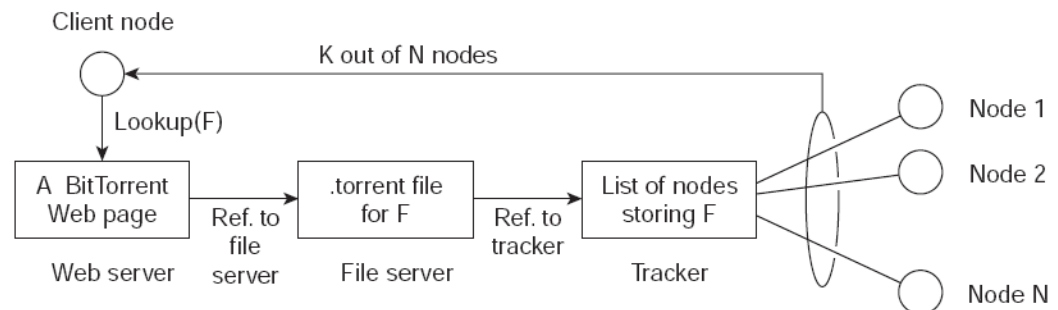 Client node
K out of N nodes
Lookup(F)
Node 1
Node 2
Node N
A BitTorrent
Web page
Ref. to
file
server
.torrent file
for F
Ref. to
tracker
List of nodes
storing F
Web server
File server
Tracker